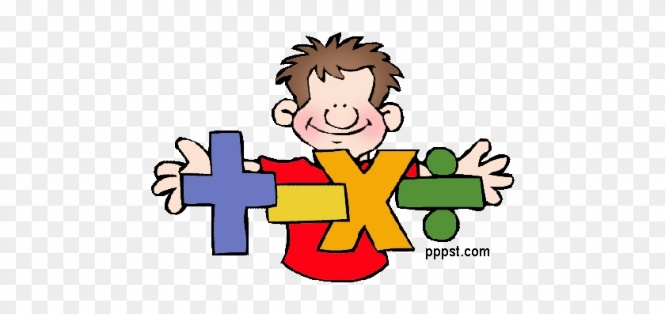 + - X ÷
pppst.com